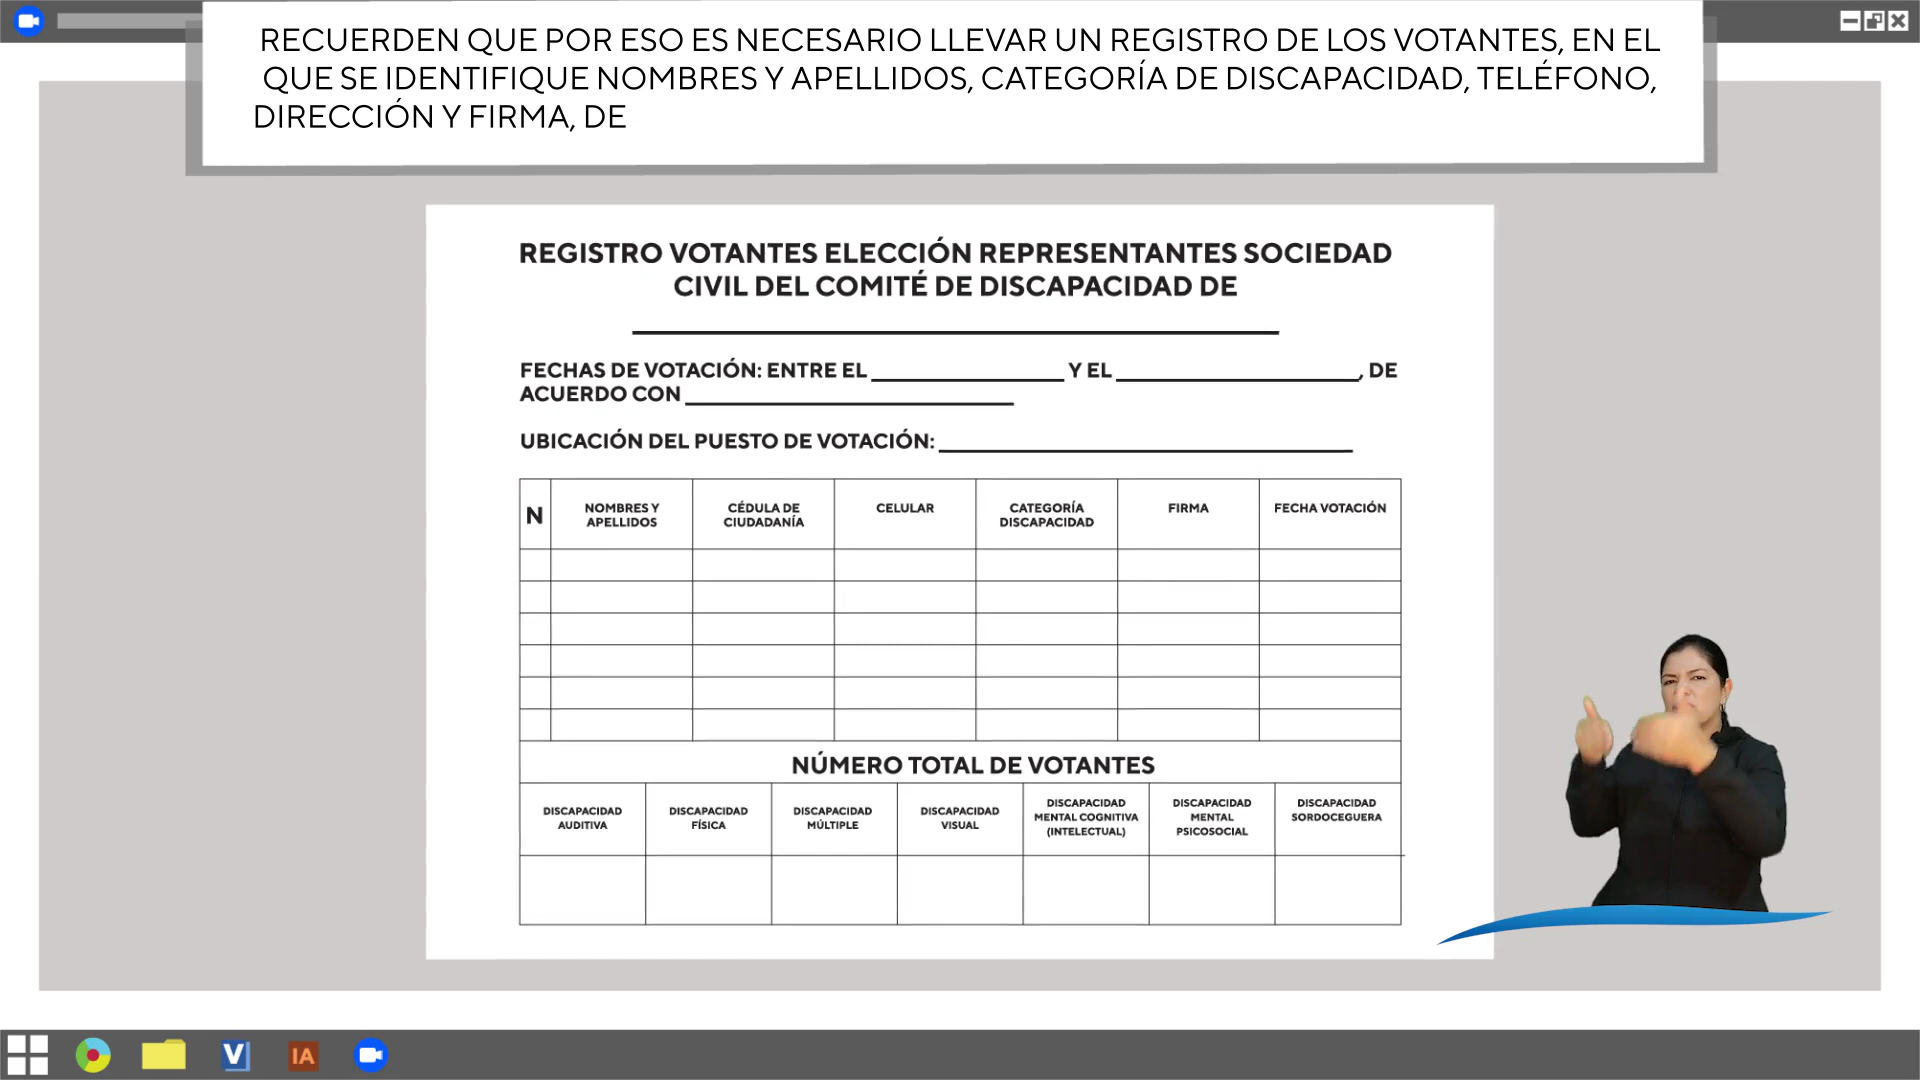 RECUERDEN QUE POR ESO ES NECESARIO LLEVAR UN REGISTRO DE LOS VOTANTES, EN EL
QUE SE IDENTIFIQUE NOMBRES Y APELLIDOS, CATEGORÍA DE DISCAPACIDAD, TELÉFONO,
DIRECCIÓN Y FIRMA, DE
REGISTRO VOTANTES ELECCIÓN REPRESENTANTES SOCIEDAD
CIVIL DEL COMITÉ DE DISCAPACIDAD DE
FECHAS DE VOTACIÓN: ENTRE EL ________ Y EL ________, DE
ACUERDO CON ________
UBICACIÓN DEL PUESTO DE VOTACIÓN: ________
N
NOMBRES Y
APELLIDOS
CÉDULA DE
CIUDADANÍA
CELULAR
CATEGORÍA
DISCAPACIDAD
FIRMA
FECHA VOTACIÓN
NÚMERO TOTAL DE VOTANTES
DISCAPACIDAD
AUDITIVA
DISCAPACIDAD
FÍSICA
DISCAPACIDAD
MÚLTIPLE
DISCAPACIDAD
VISUAL
DISCAPACIDAD
MENTAL COGNITIVA
(INTELECTUAL)
DISCAPACIDAD
MENTAL
PSICOSOCIAL
DISCAPACIDAD
SORDOCEGUERA
V
IA